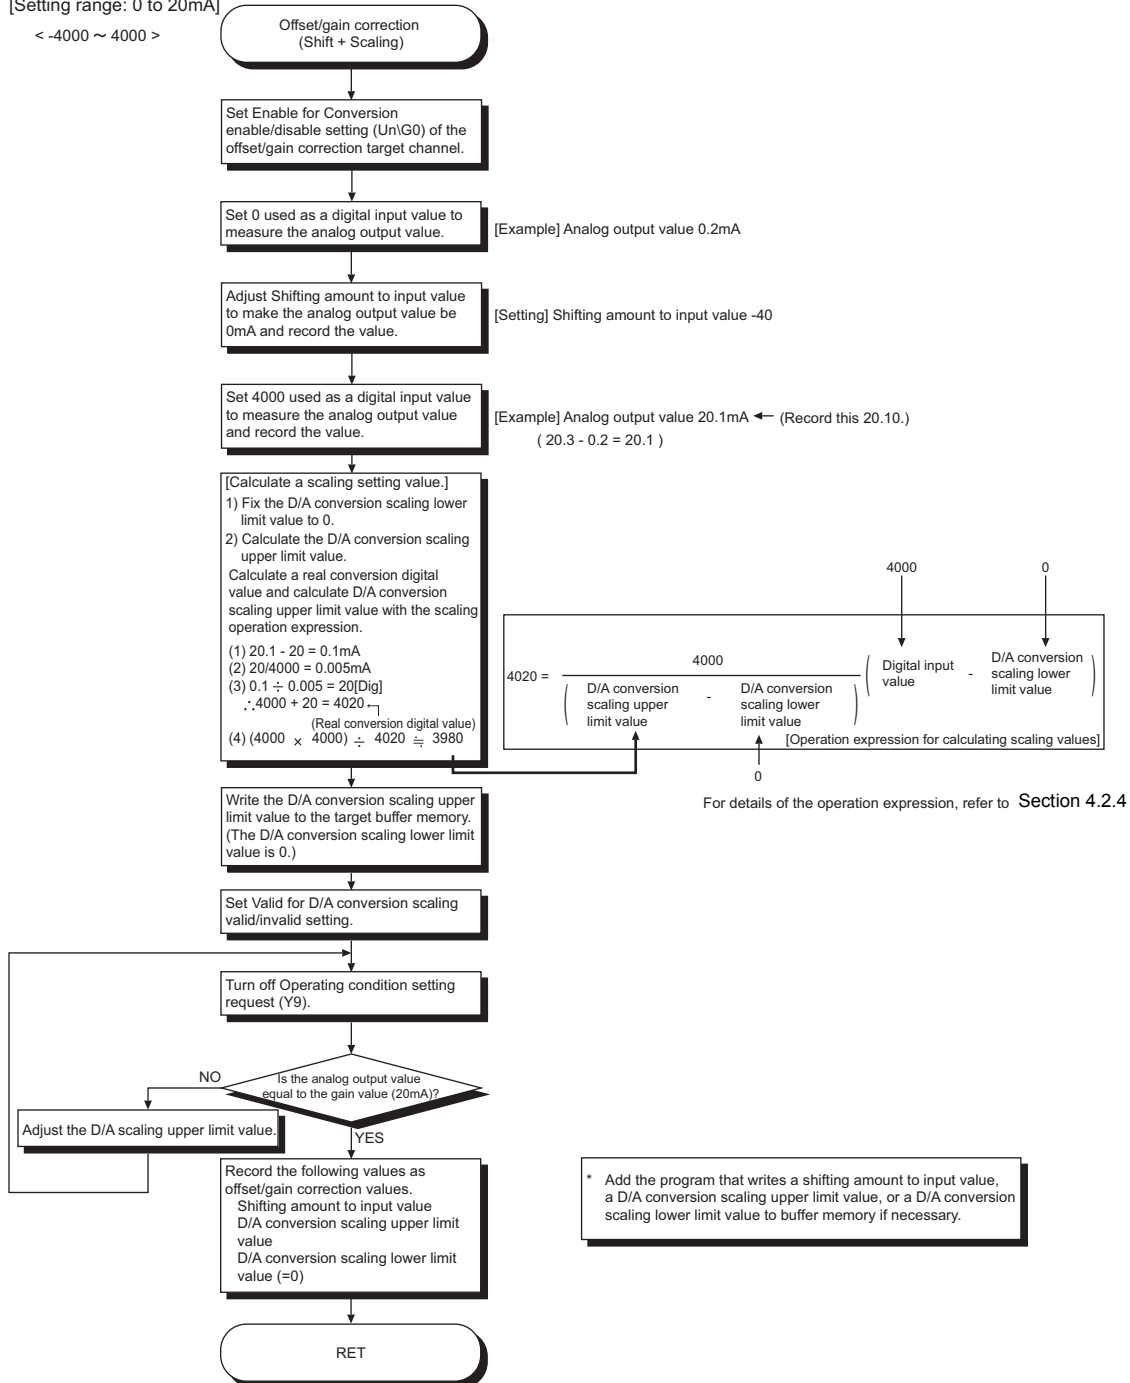 [Setting range: 0 to 20mA]
< -4000 ~ 4000 >
Offset/gain correction
(Shift + Scaling)
Set Enable for Conversion
enable/disable setting (Un\G0) of the
offset/gain correction target channel.
Set 0 used as a digital input value to
measure the analog output value.
[Example] Analog output value 0.2mA
Adjust Shifting amount to input value
to make the analog output value be
0mA and record the value.
[Setting] Shifting amount to input value -40
Set 4000 used as a digital input value
to measure the analog output value
and record the value.
[Example] Analog output value 20.1mA ← (Record this 20.10.)
( 20.3 - 0.2 = 20.1 )
[Calculate a scaling setting value.]
1) Fix the D/A conversion scaling lower
limit value to 0.
2) Calculate the D/A conversion scaling
upper limit value.
Calculate a real conversion digital
value and calculate D/A conversion
scaling upper limit value with the scaling
operation expression.
(1) 20.1 - 20 = 0.1mA
(2) 20/4000 = 0.005mA
(3) 0.1 ÷ 0.005 = 20[Dig]
∴4000 + 20 = 4020
(Real conversion digital value)
(4) (4000 × 4000) ÷ 4020 ≒ 3980
4000 0
4020 =
4000
( D/A conversion
scaling upper
limit value
-
D/A conversion
scaling lower
limit value )
( Digital input
value
-
D/A conversion
scaling lower
limit value )
[Operation expression for calculating scaling values]
0
For details of the operation expression, refer to Section 4.2.4
Write the D/A conversion scaling upper
limit value to the target buffer memory.
(The D/A conversion scaling lower limit
value is 0.)
Set Valid for D/A conversion scaling
valid/invalid setting.
Turn off Operating condition setting
request (Y9).
Is the analog output value
equal to the gain value (20mA)?
NO
Adjust the D/A scaling upper limit value.
YES
Record the following values as
offset/gain correction values.
Shifting amount to input value
D/A conversion scaling upper limit
value
D/A conversion scaling lower limit
value (=0)
* Add the program that writes a shifting amount to input value,
a D/A conversion scaling upper limit value, or a D/A conversion
scaling lower limit value to buffer memory if necessary.
RET